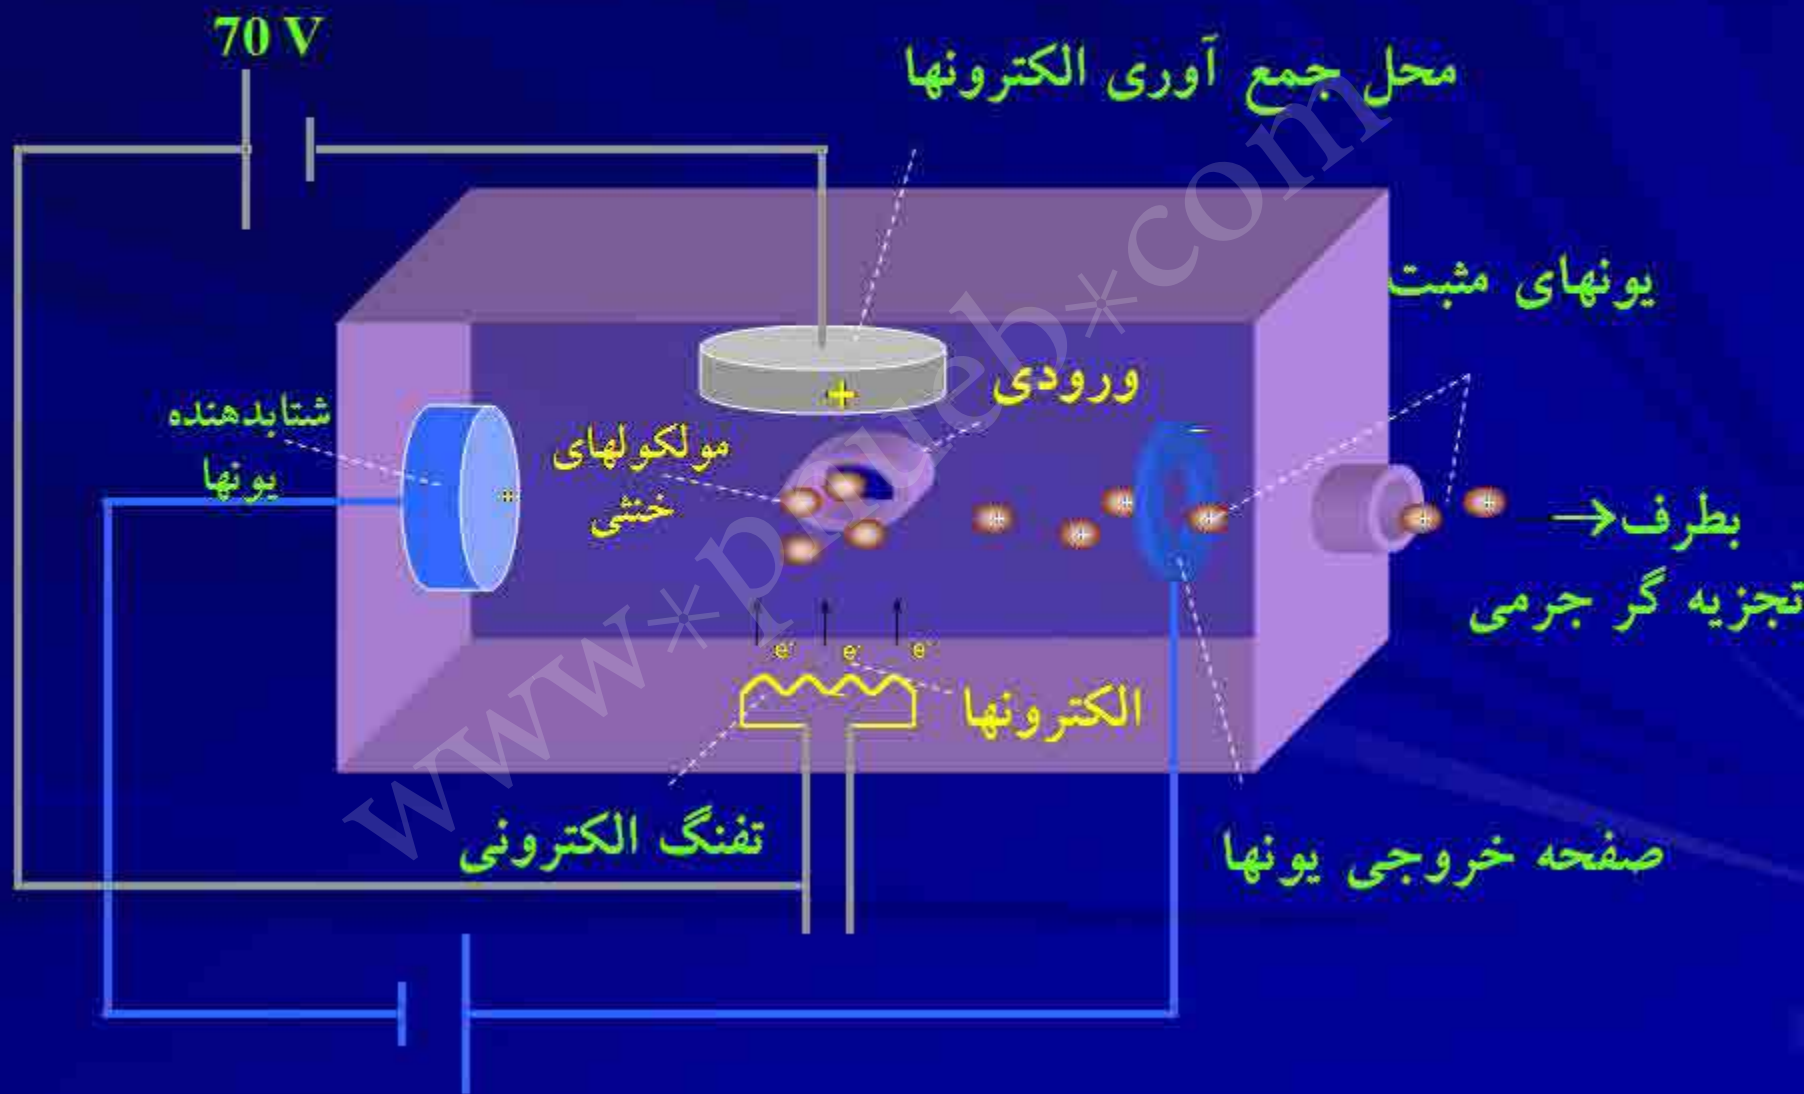 70 V
محل جمع آوری الکترونها
یونهای مثبت
ورودی
+
شتابدهنده
یونها
مولکولهای
خنثی
+
−
بطرف→
تجزیه گر جرمی
e- e- e-
الکترونها
تفنگ الکترونی
صفحه خروجی یونها
www*pnueb*com